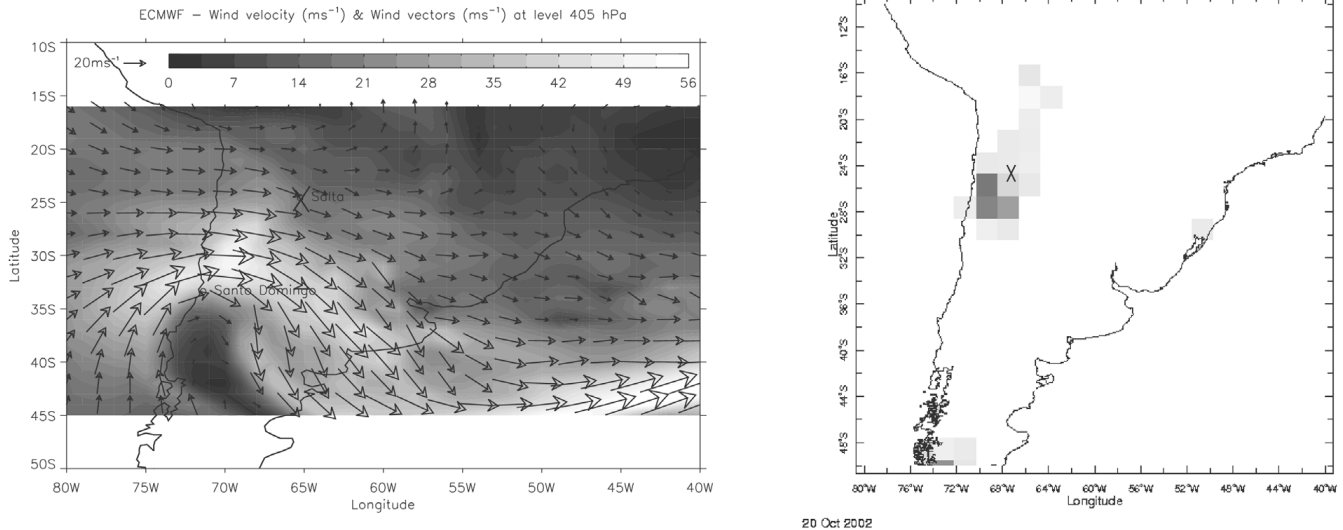 ECMWF – Wind velocity (ms⁻¹) & Wind vectors (ms⁻¹) at level 405 hPa
20ms⁻¹
0 7 14 21 28 35 42 49 56
10S
15S
20S
25S
30S
35S
40S
45S
50S
Latitude
Salta
Santo Domingo
80W 75W 70W 65W 60W 55W 50W 45W 40W
Longitude
12°S
16°S
20°S
24°S
28°S
32°S
36°S
40°S
44°S
48°S
Latitude
X
80°W 76°W 72°W 68°W 64°W 60°W 56°W 52°W 48°W 44°W 40°W
Longitude
20 Oct 2002